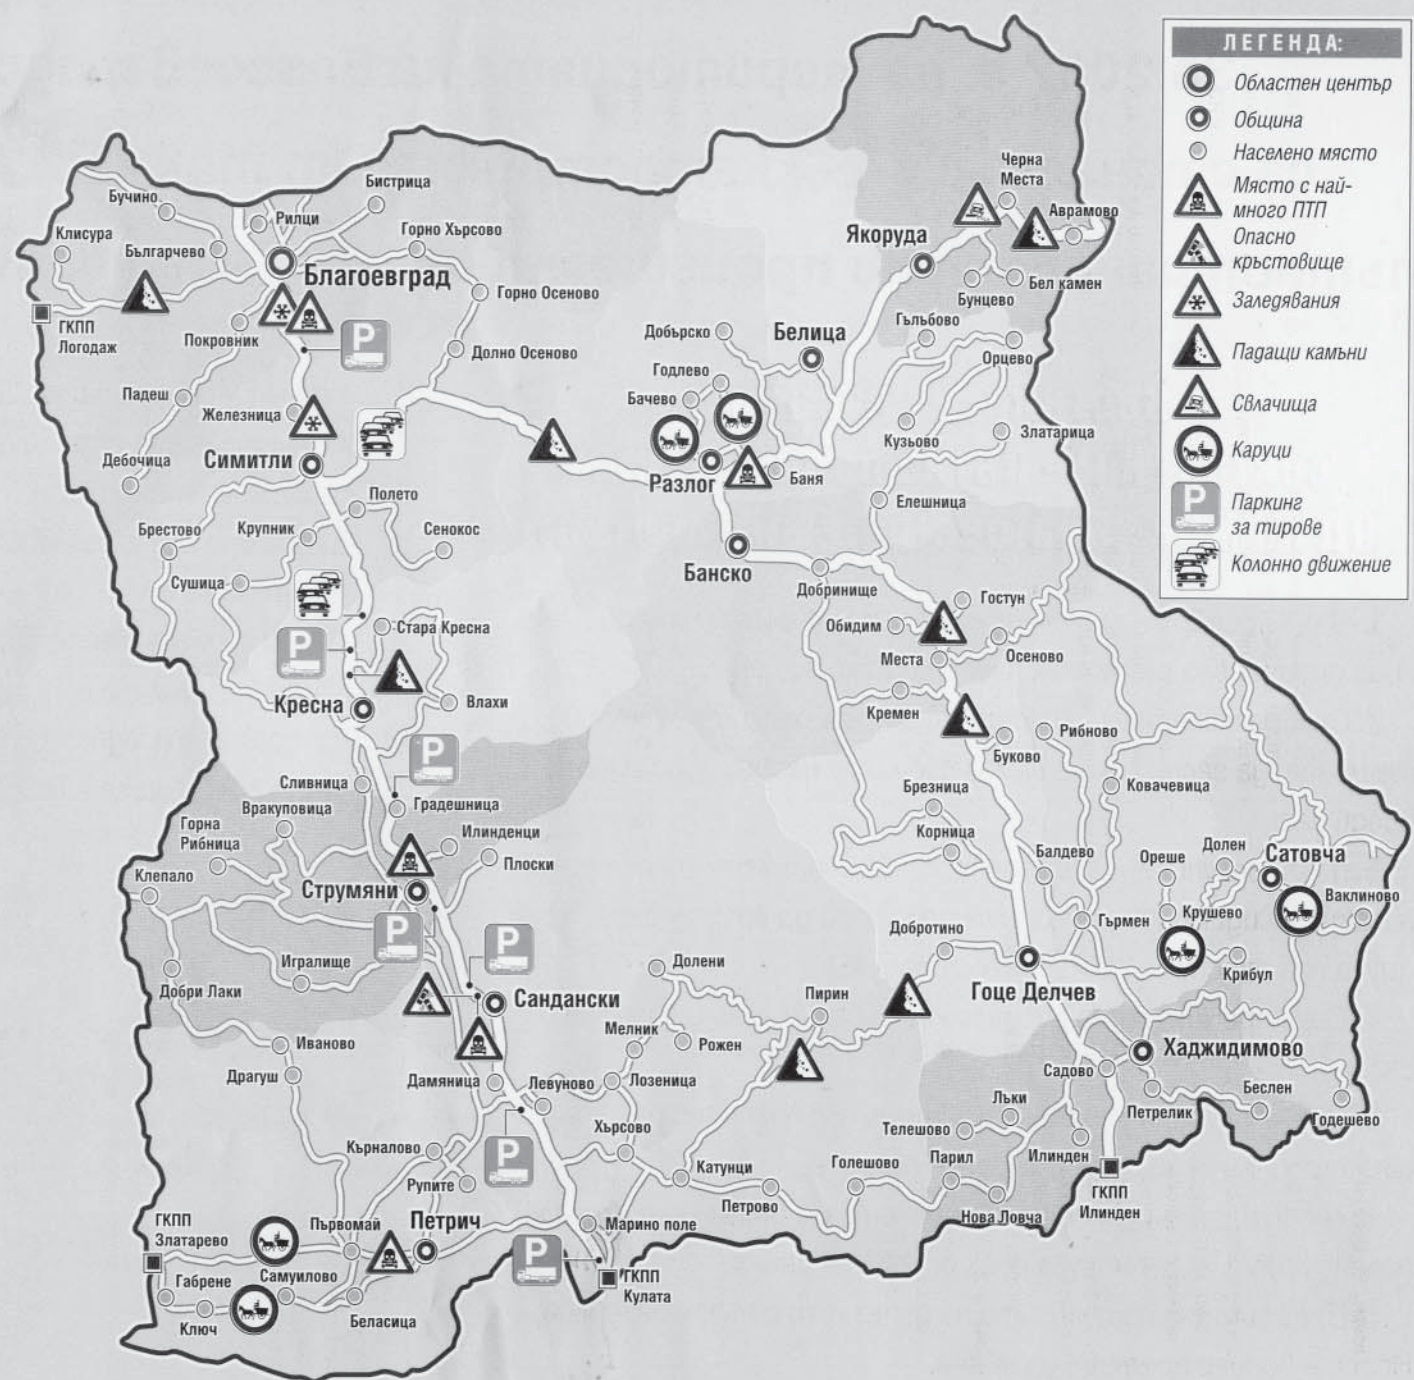 ЛЕГЕНДА:
Областен център
Община
Населено място
Място с най-
много ПТП
Опасно
кръстовище
Заледявания
Падащи камъни
Свлачища
Каруци
P
Паркинг
за тирове
Колонно движение
Черна
Места
Аврамово
Якоруда
Бунцево
Бел камен
Бистрица
Бучино
Рилци
Клисура
Българчево
Горно Хърсово
Благоевград
Горно Осеново
ГКПП
Логодаж
Покровник
P
Долно Осеново
Добърско
Белица
Гълбово
Орцево
Годлево
Бачево
Падеш
Железница
Кузьово
Златарица
Дебочица
Симитли
Разлог
Баня
Полето
Елешница
Брестово
Крупник
Сенокос
Банско
Сушица
Добринище
Гостун
Обидим
Стара Кресна
P
Места
Осеново
Кресна
Влахи
Кремен
Буково
Рибново
P
Сливница
Градешница
Ковачевица
Вракуповица
Горна
Рибница
Илинденци
Плоски
Брезница
Корница
Балдево
Ореше
Долен
Сатовча
Клепало
Струмяни
Ваклиново
P
Гърмен
Крушево
Добротино
P
Игралище
Долени
Крибул
Добри Лаки
Сандански
Пирин
Гоце Делчев
Мелник
Рожен
Иваново
Хаджидимово
Драгуш
Дамяница
Левуново
Лозеница
Садово
Петрелик
Беслен
Годешево
Лъки
Хърсово
Телешово
Кърналово
P
Илинден
Рупите
Катунци
Голешово
Парил
Петрово
Нова Ловча
ГКПП
Илинден
ГКПП
Златарево
Първомай
Петрич
Марино поле
P
Габрене
Самуилово
ГКПП
Кулата
Ключ
Беласица